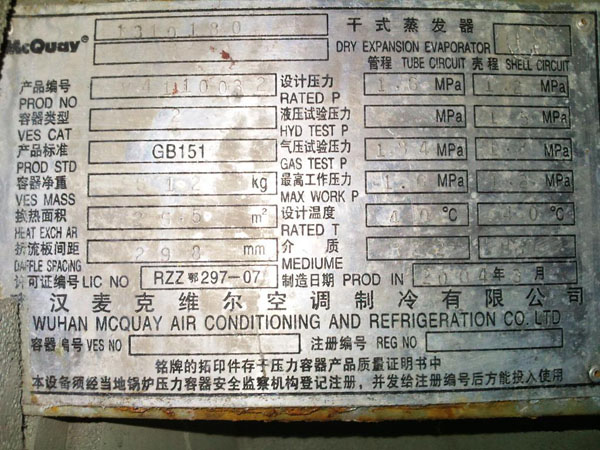 McQuay® 干式蒸发器
DRY EXPANSION EVAPORATOR
管程 TUBE CIRCUIT 壳程 SHELL CIRCUIT
产品编号 设计压力 MPa MPa
PROD NO RATED P
容器类型 2 液压试验压力 MPa MPa
VES CAT HYD TEST P
产品标准 GB151 气压试验压力 MPa MPa
PROD STD GAS TEST P
容器净重 kg 最高工作压力 MPa MPa
VES MASS MAX WORK P
换热面积 m² 设计温度 40 °C °C
HEAT EXCH AR RATED T
折流板间距 298 mm 介质
BAFFLE SPACING MEDIUME
许可证编号 LIC NO RZZ鄂297-07 制造日期 PROD IN 年 月
汉麦克维尔空调制冷有限公司
WUHAN MCQUAY AIR CONDITIONING AND REFRIGERATION CO. LTD
容器编号 VES NO 注册编号 REG NO
铭牌的拓印件存于压力容器产品质量证明书中
本设备须经当地锅炉压力容器安全监察机构登记注册，并发给注册编号后方能投入使用